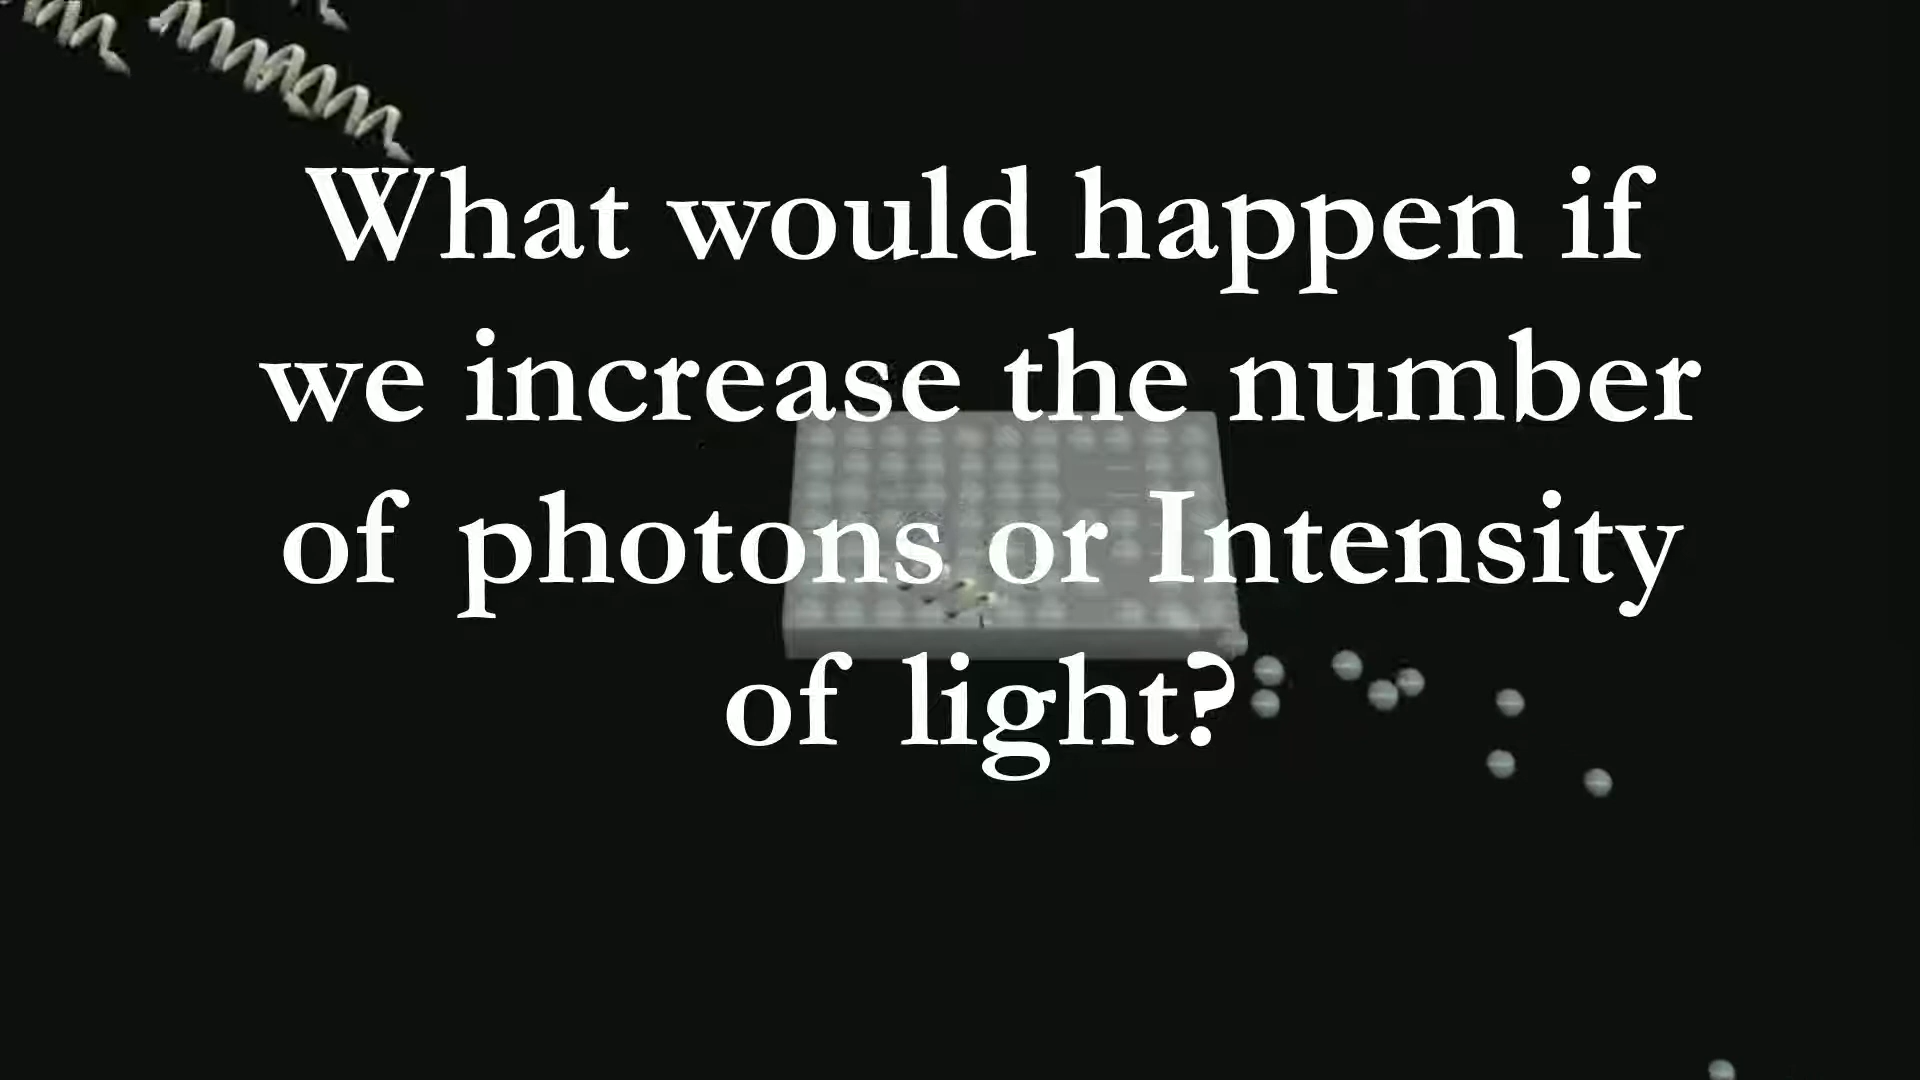 What would happen if
we increase the number
of photons or Intensity
of light?